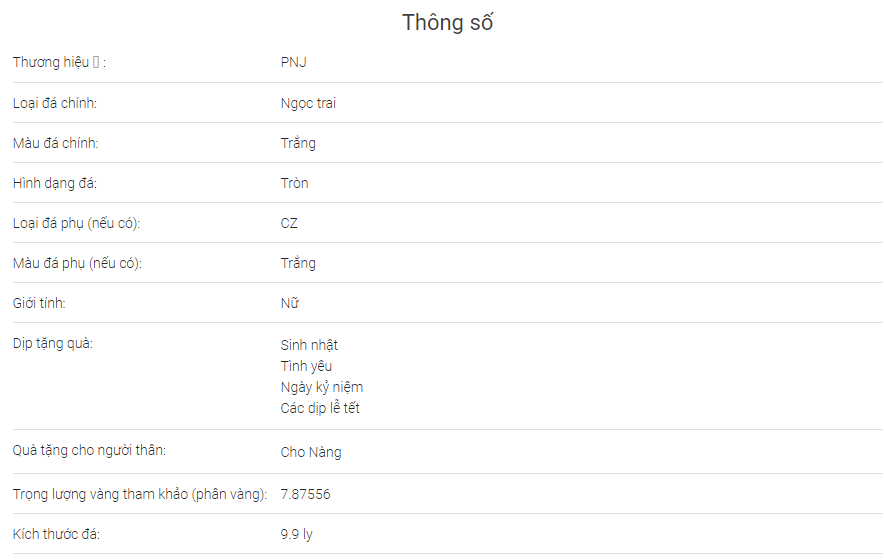 Thông số
Thương hiệu ▯ : PNJ
Loại đá chính: Ngọc trai
Màu đá chính: Trắng
Hình dạng đá: Tròn
Loại đá phụ (nếu có): CZ
Màu đá phụ (nếu có): Trắng
Giới tính: Nữ
Dịp tặng quà: Sinh nhật
Tình yêu
Ngày kỷ niệm
Các dịp lễ tết
Quà tặng cho người thân: Cho Nàng
Trọng lượng vàng tham khảo (phân vàng): 7.87556
Kích thước đá: 9.9 ly